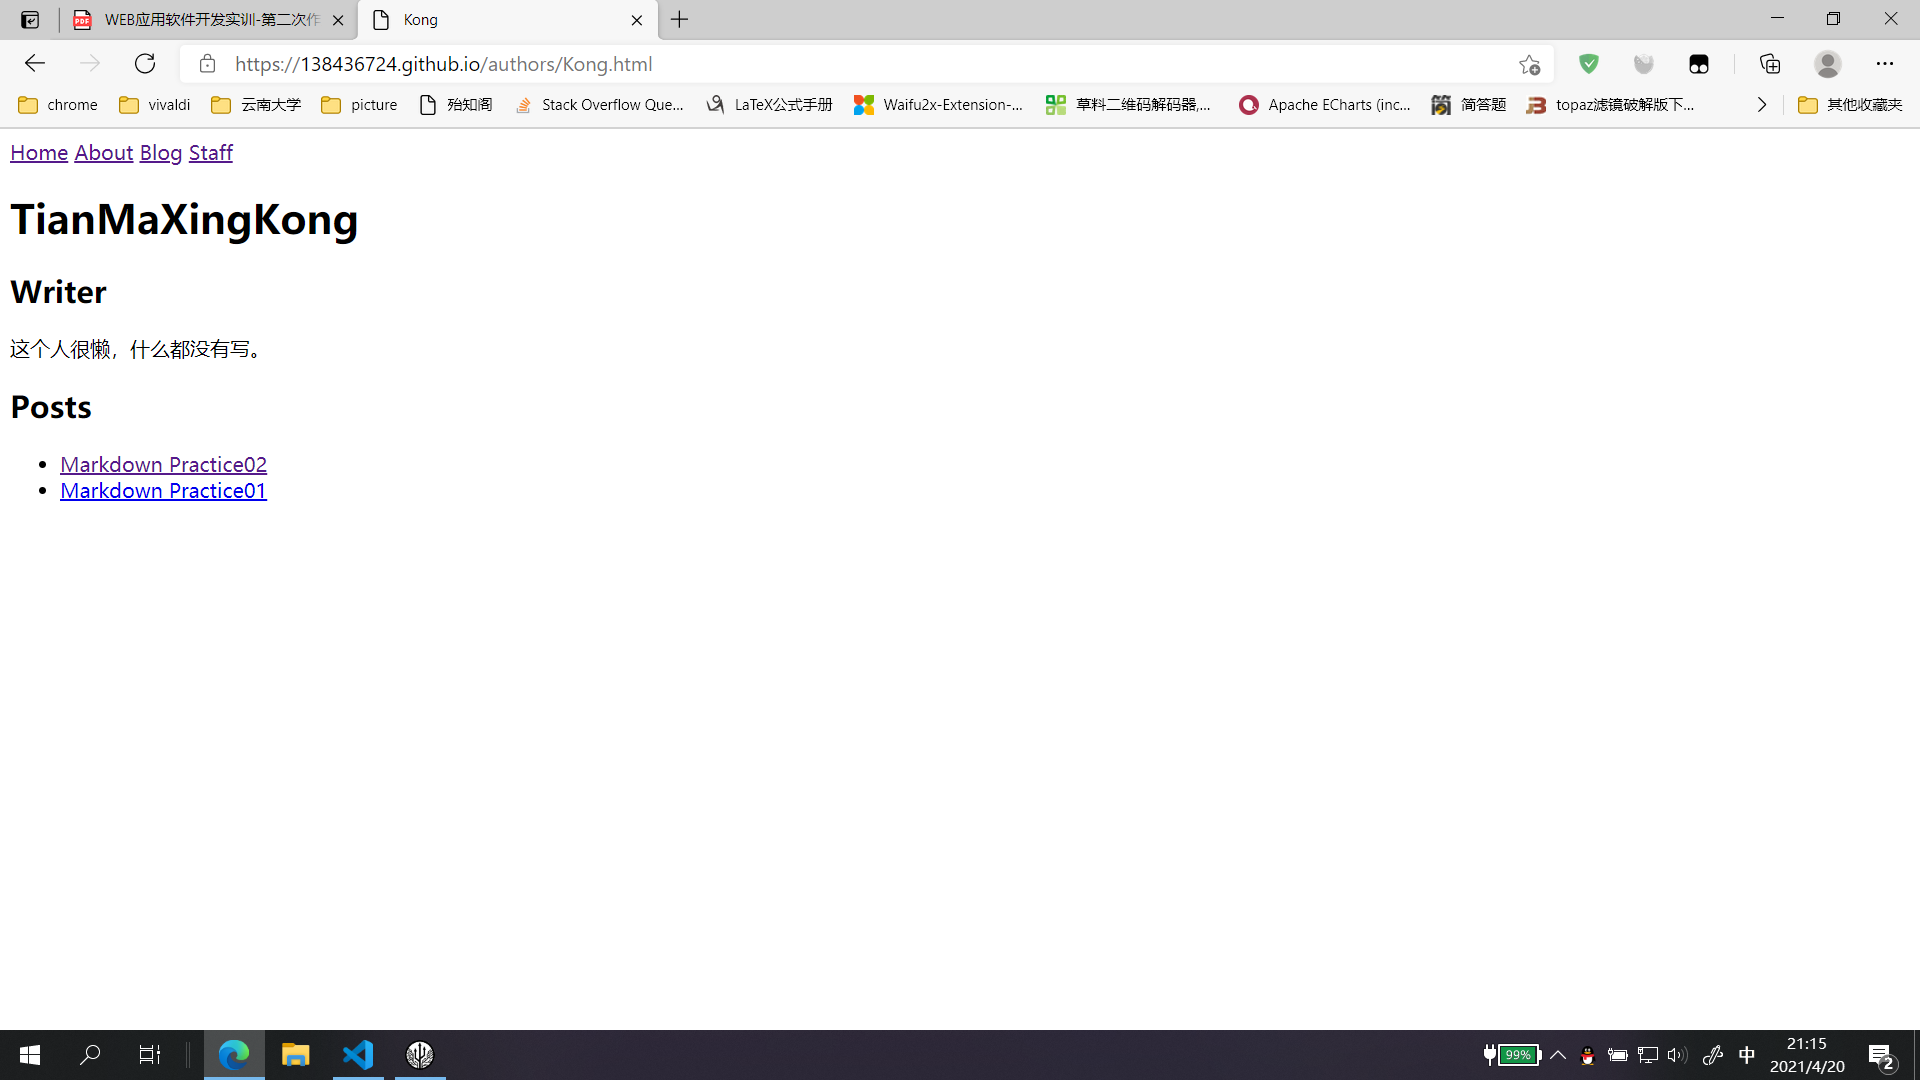 WEB应用软件开发实训-第二次作
Kong
https://138436724.github.io/authors/Kong.html
chrome
vivaldi
云南大学
picture
殆知阁
Stack Overflow Que...
LaTeX公式手册
Waifu2x-Extension-...
草料二维码解码器,...
Apache ECharts (inc...
简答题
topaz滤镜破解版下...
其他收藏夹
Home About Blog Staff
TianMaXingKong
Writer
这个人很懒，什么都没有写。
Posts
Markdown Practice02
Markdown Practice01
99%
中
21:15
2021/4/20
2